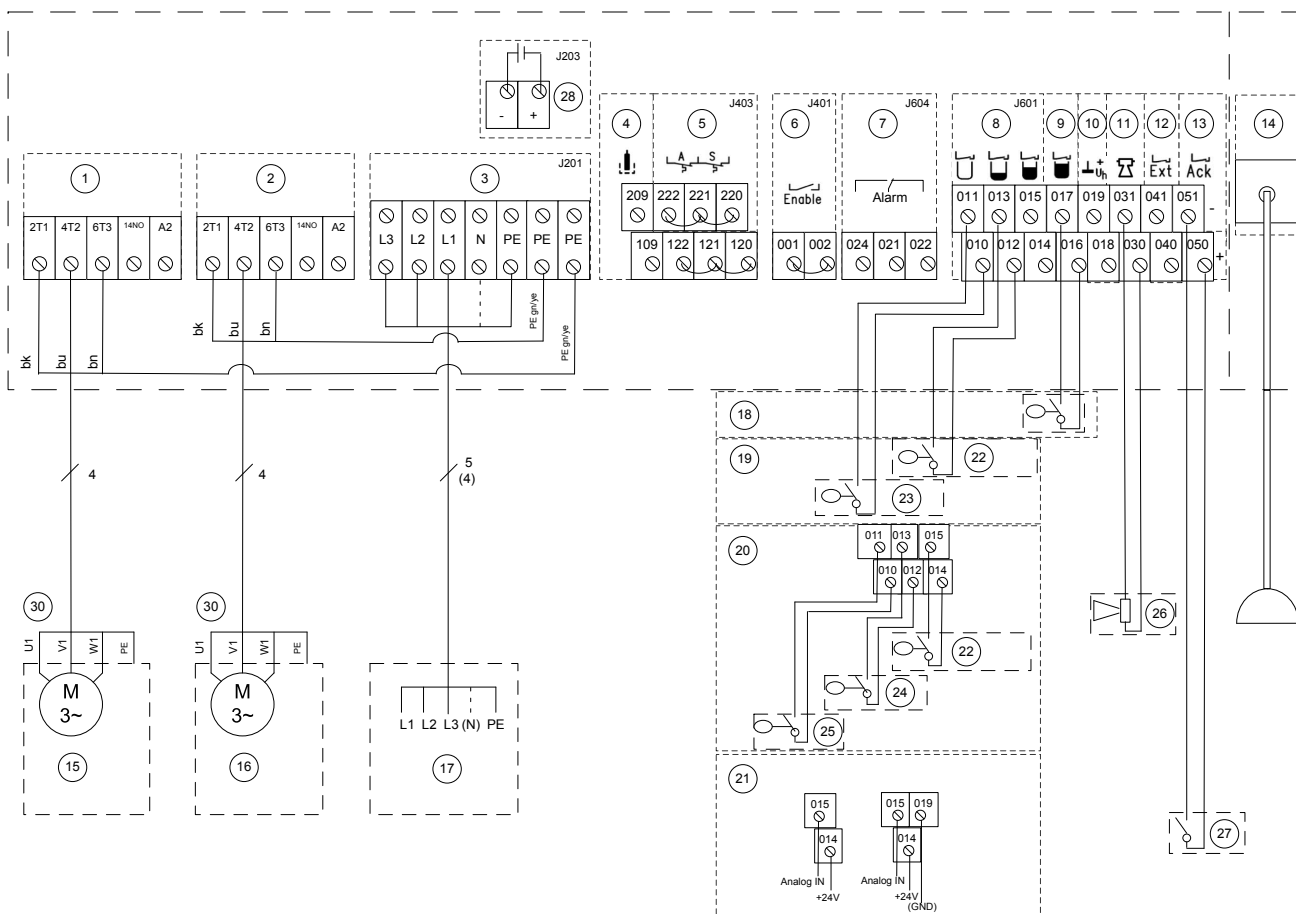 J203
28
- +
J403
J401
J604
J601
4
5
6
7
8
9
10
11
12
13
14
1
2
3
J201
A S
Enable
Alarm
+
Uh
Ext
Ack
209 222 221 220
011 013 015 017 019 031 041 051 -
2T1 4T2 6T3 14NO A2
2T1 4T2 6T3 14NO A2
L3 L2 L1 N PE PE PE
109 122 121 120
001 002
024 021 022
010 012 014 016 018 030 040 050 +
bk
bu
bn
bk
bu
bn
PE gn/ye
PE gn/ye
18
4
4
5
(4)
19
22
23
20
011 013 015
010 012 014
30
30
26
U1 V1 W1 PE
U1 V1 W1 PE
22
M
3~
M
3~
24
L1 L2 L3 (N) PE
25
15
16
17
21
015
014
015 019
014
27
Analog IN
+24V
Analog IN
+24V
(GND)